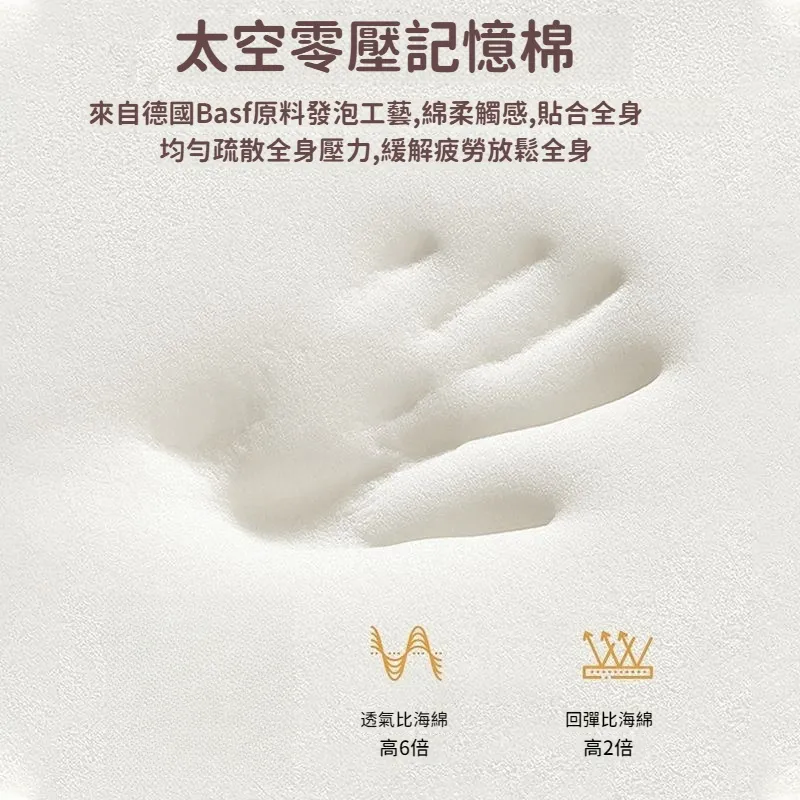 太空零壓記憶棉
來自德國Basf原料發泡工藝,綿柔觸感,貼合全身
均勻疏散全身壓力,緩解疲勞放鬆全身
透氣比海綿
高6倍
回彈比海綿
高2倍